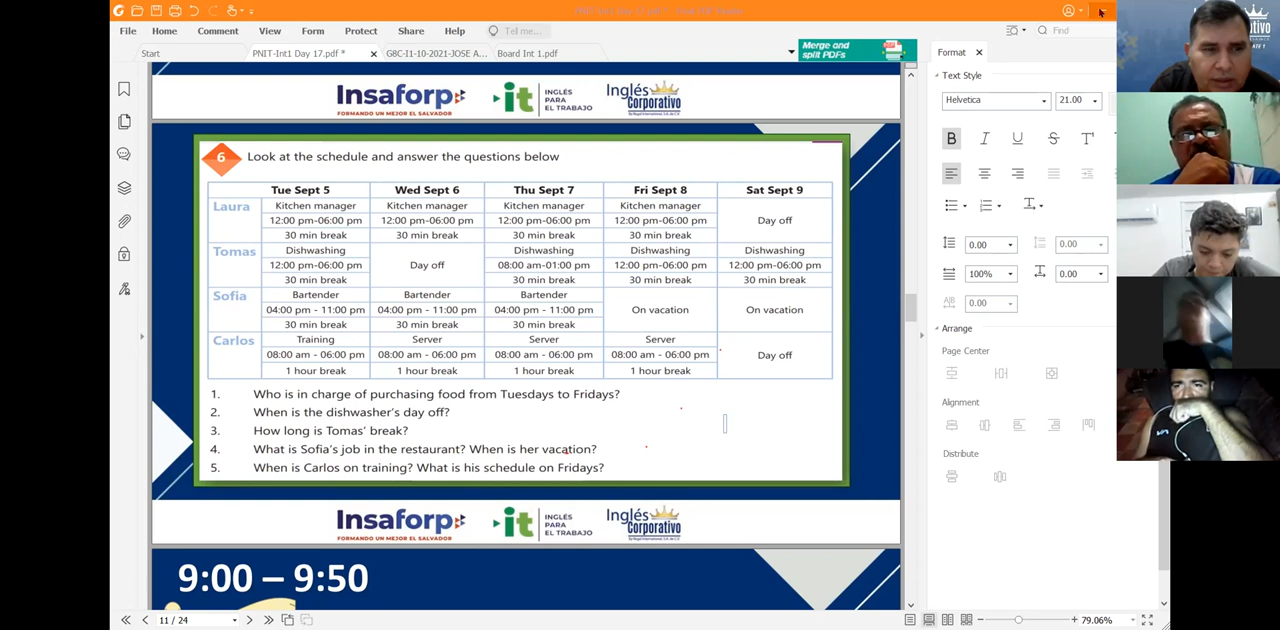 File Home Comment View Form Protect Share Help Tell me... Find
Start PNIT-Int1 Day 17.pdf * G8C-I1-10-2021-JOSE A... Board Int 1.pdf Merge and split PDFs Format
Text Style
Helvetica 21.00
0.00 0.00
100% 0.00
0.00
Arrange
Page Center
Alignment
Distribute
Insaforp it INGLÉS PARA EL TRABAJO Inglés Corporativo
FORMANDO UN MEJOR EL SALVADOR
6 Look at the schedule and answer the questions below
Tue Sept 5 Wed Sept 6 Thu Sept 7 Fri Sept 8 Sat Sept 9
Laura Kitchen manager Kitchen manager Kitchen manager Kitchen manager
12:00 pm-06:00 pm 12:00 pm-06:00 pm 12:00 pm-06:00 pm 12:00 pm-06:00 pm Day off
30 min break 30 min break 30 min break 30 min break
Tomas Dishwashing Dishwashing Dishwashing Dishwashing
12:00 pm-06:00 pm Day off 08:00 am-01:00 pm 12:00 pm-06:00 pm 12:00 pm-06:00 pm
30 min break 30 min break 30 min break 30 min break
Sofia Bartender Bartender Bartender
04:00 pm - 11:00 pm 04:00 pm - 11:00 pm 04:00 pm - 11:00 pm On vacation On vacation
30 min break 30 min break 30 min break
Carlos Training Server Server Server
08:00 am - 06:00 pm 08:00 am - 06:00 pm 08:00 am - 06:00 pm 08:00 am - 06:00 pm Day off
1 hour break 1 hour break 1 hour break 1 hour break
1. Who is in charge of purchasing food from Tuesdays to Fridays?
2. When is the dishwasher's day off?
3. How long is Tomas' break?
4. What is Sofia's job in the restaurant? When is her vacation?
5. When is Carlos on training? What is his schedule on Fridays?
Insaforp it INGLÉS PARA EL TRABAJO Inglés Corporativo
FORMANDO UN MEJOR EL SALVADOR
9:00 – 9:50
11 / 24 79.06%